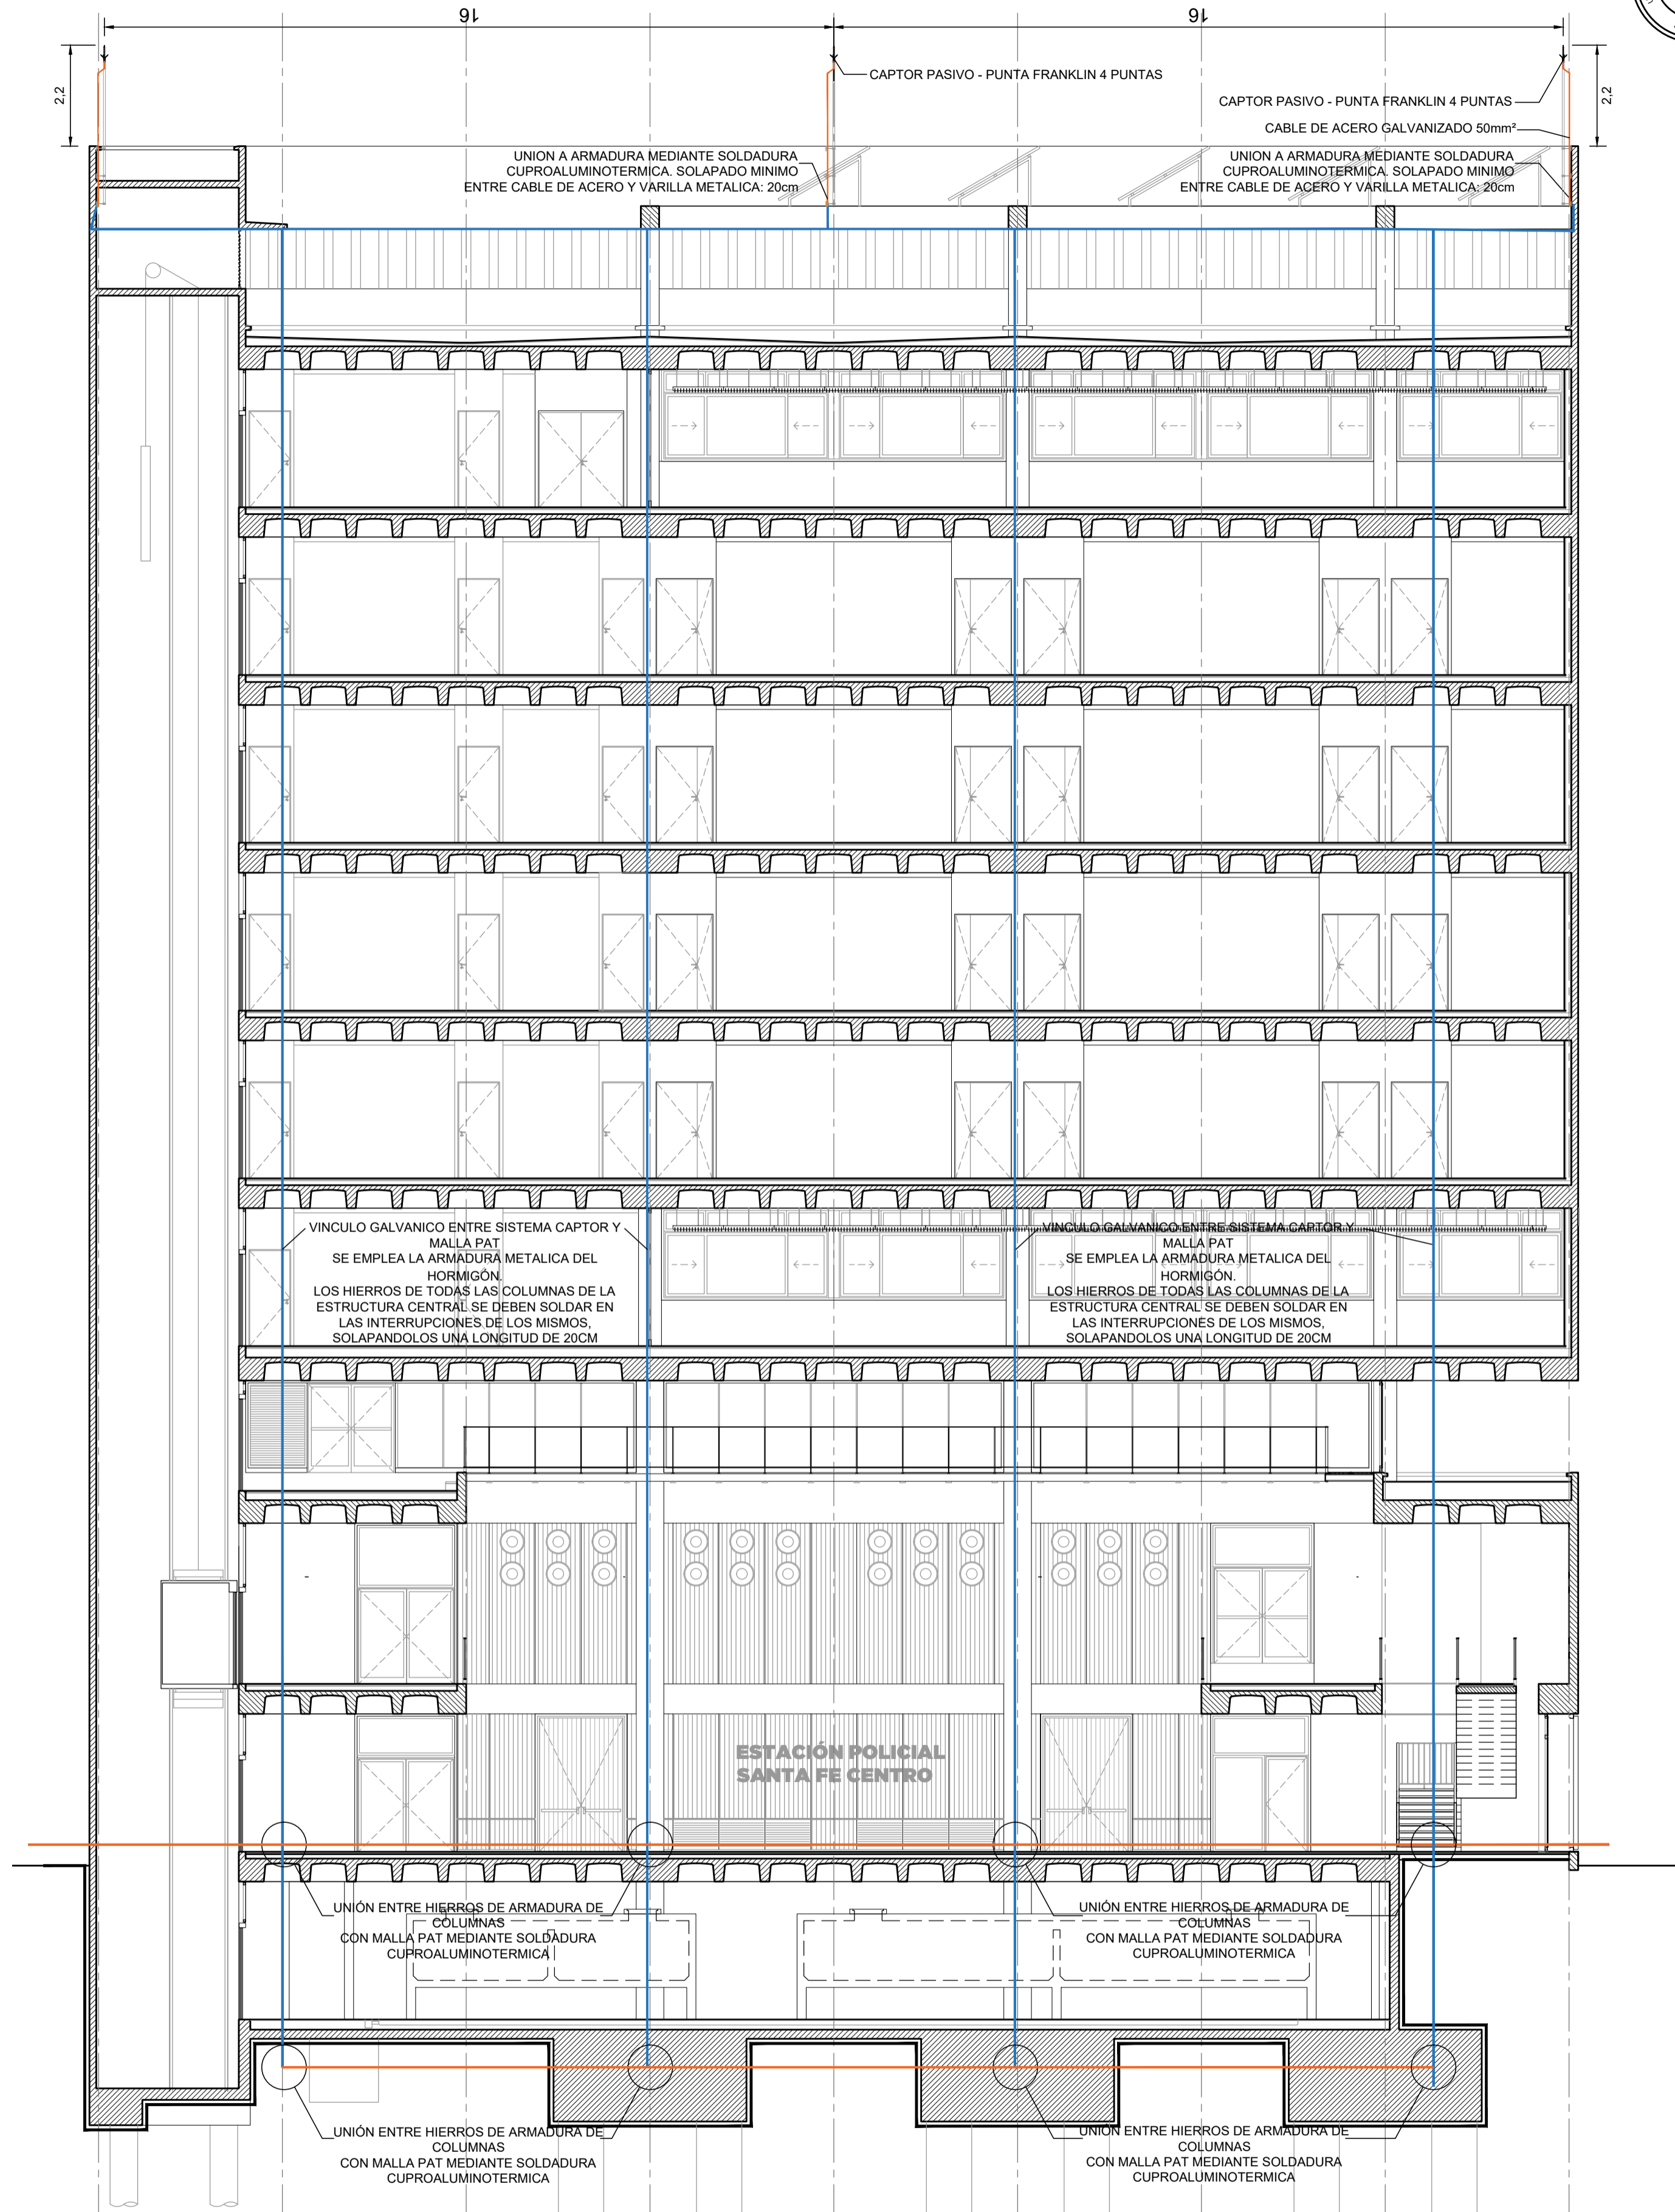 16
16
2,2
CAPTOR PASIVO - PUNTA FRANKLIN 4 PUNTAS
CAPTOR PASIVO - PUNTA FRANKLIN 4 PUNTAS
2,2
CABLE DE ACERO GALVANIZADO 50mm²
UNION A ARMADURA MEDIANTE SOLDADURA
CUPROALUMINOTERMICA. SOLAPADO MINIMO
ENTRE CABLE DE ACERO Y VARILLA METALICA: 20cm
UNION A ARMADURA MEDIANTE SOLDADURA
CUPROALUMINOTERMICA. SOLAPADO MINIMO
ENTRE CABLE DE ACERO Y VARILLA METALICA: 20cm
VINCULO GALVANICO ENTRE SISTEMA CAPTOR Y
MALLA PAT
SE EMPLEA LA ARMADURA METALICA DEL
HORMIGÓN.
LOS HIERROS DE TODAS LAS COLUMNAS DE LA
ESTRUCTURA CENTRAL SE DEBEN SOLDAR EN
LAS INTERRUPCIONES DE LOS MISMOS,
SOLAPANDOLOS UNA LONGITUD DE 20CM
VINCULO GALVANICO ENTRE SISTEMA CAPTOR Y
MALLA PAT
SE EMPLEA LA ARMADURA METALICA DEL
HORMIGÓN.
LOS HIERROS DE TODAS LAS COLUMNAS DE LA
ESTRUCTURA CENTRAL SE DEBEN SOLDAR EN
LAS INTERRUPCIONES DE LOS MISMOS,
SOLAPANDOLOS UNA LONGITUD DE 20CM
ESTACIÓN POLICIAL
SANTA FE CENTRO
UNIÓN ENTRE HIERROS DE ARMADURA DE
COLUMNAS
CON MALLA PAT MEDIANTE SOLDADURA
CUPROALUMINOTERMICA
UNIÓN ENTRE HIERROS DE ARMADURA DE
COLUMNAS
CON MALLA PAT MEDIANTE SOLDADURA
CUPROALUMINOTERMICA
UNIÓN ENTRE HIERROS DE ARMADURA DE
COLUMNAS
CON MALLA PAT MEDIANTE SOLDADURA
CUPROALUMINOTERMICA
UNIÓN ENTRE HIERROS DE ARMADURA DE
COLUMNAS
CON MALLA PAT MEDIANTE SOLDADURA
CUPROALUMINOTERMICA